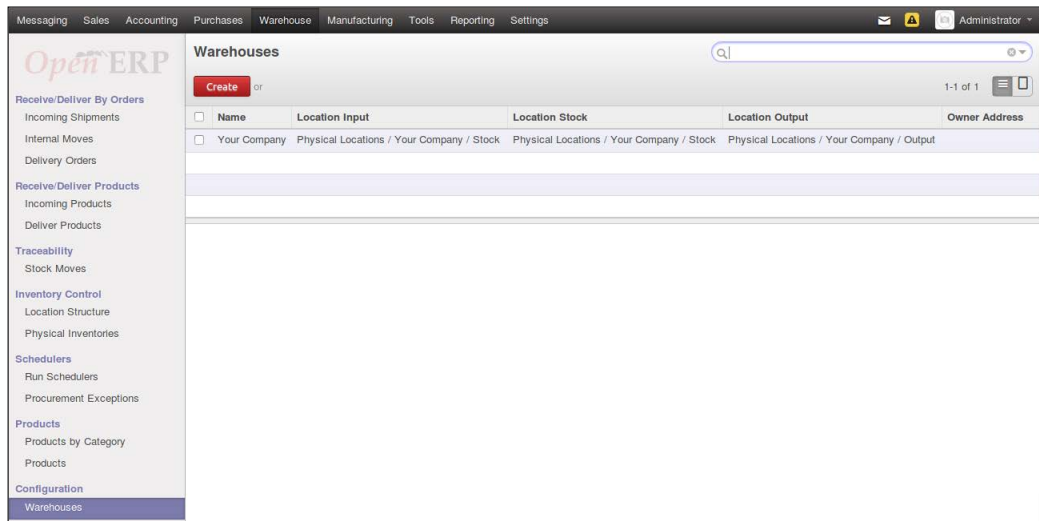 Messaging Sales Accounting Purchases Warehouse Manufacturing Tools Reporting Settings Administrator
Open ERP
Receive/Deliver By Orders
Incoming Shipments
Internal Moves
Delivery Orders
Receive/Deliver Products
Incoming Products
Deliver Products
Traceability
Stock Moves
Inventory Control
Location Structure
Physical Inventories
Schedulers
Run Schedulers
Procurement Exceptions
Products
Products by Category
Products
Configuration
Warehouses
Warehouses
Create or
1-1 of 1
Name Location Input Location Stock Location Output Owner Address
Your Company Physical Locations / Your Company / Stock Physical Locations / Your Company / Stock Physical Locations / Your Company / Output